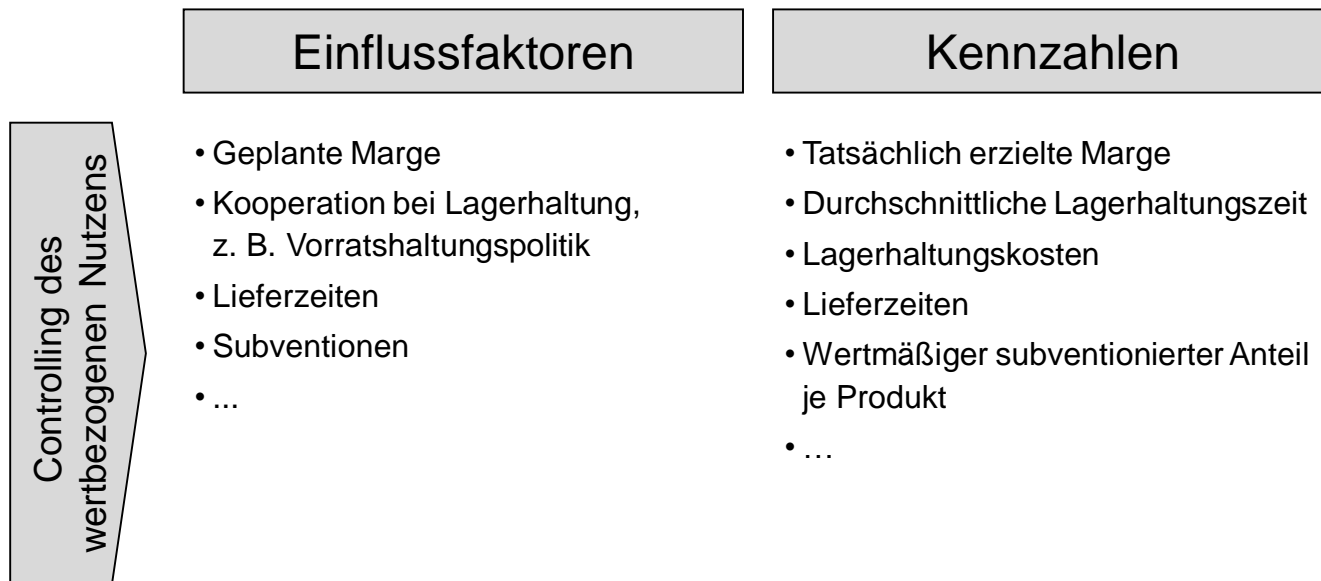 Einflussfaktoren
Kennzahlen
Controlling des
wertbezogenen Nutzens
• Geplante Marge
• Kooperation bei Lagerhaltung,
z. B. Vorratshaltungspolitik
• Lieferzeiten
• Subventionen
• ...
• Tatsächlich erzielte Marge
• Durchschnittliche Lagerhaltungszeit
• Lagerhaltungskosten
• Lieferzeiten
• Wertmäßiger subventionierter Anteil
je Produkt
• …